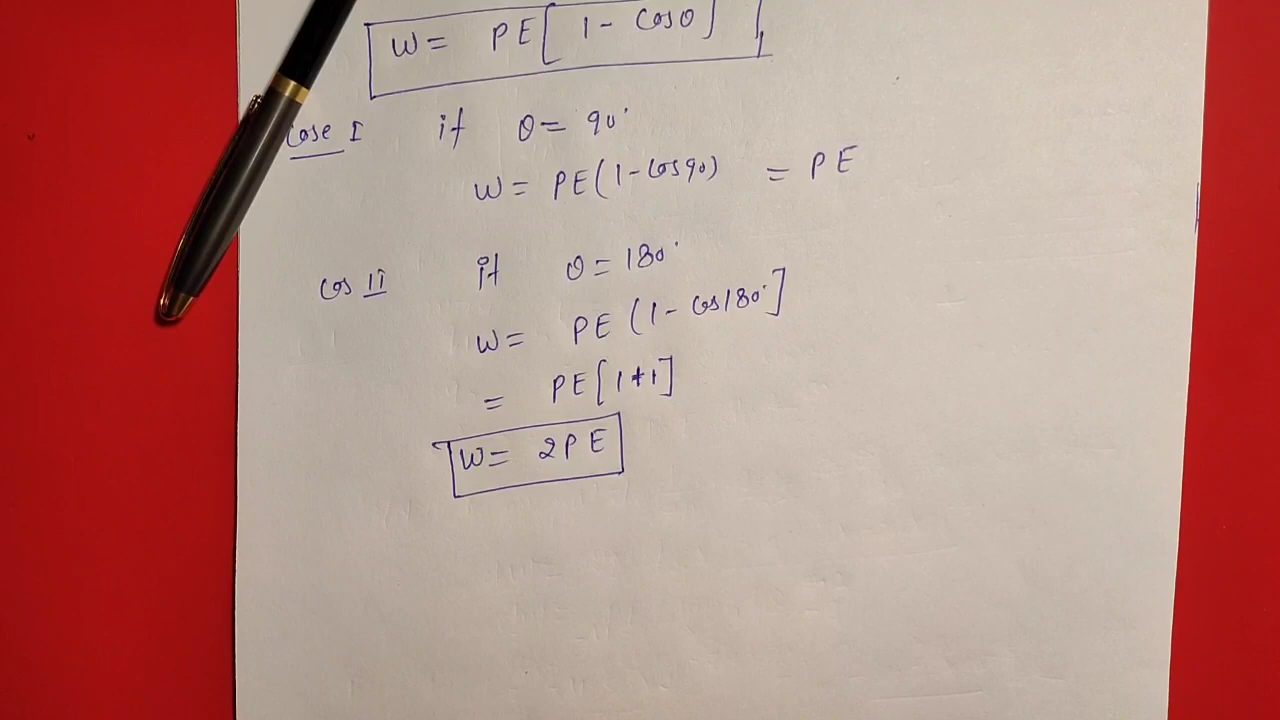 W = PE[ 1 - Cosθ ]
Case I if θ = 90°
W = PE(1-Cos90) = PE
Cos II if θ = 180°
W = PE (1 - Cos180°]
= PE[1+1]
W = 2PE